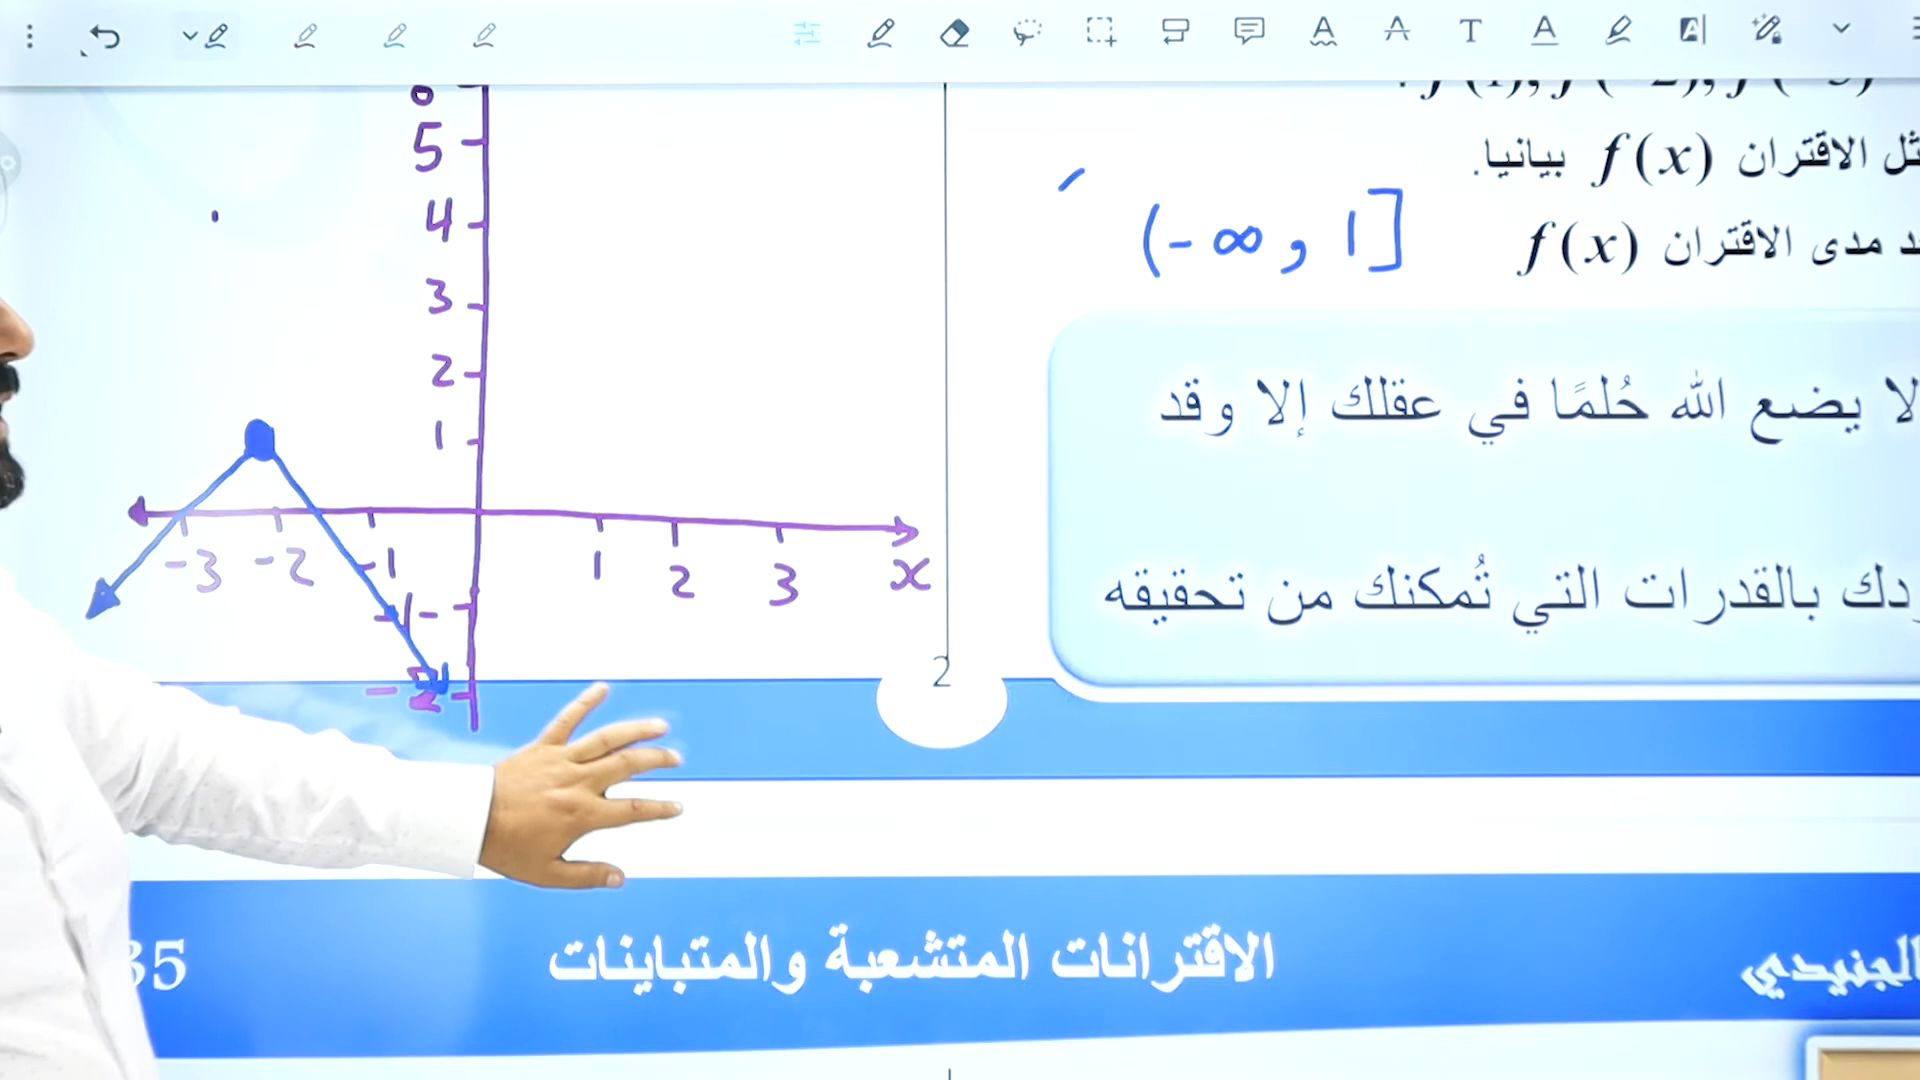 6
5
4
3
2
1
-3 -2 -1 1 2 3 x
-1
-2
الاقتران f(x) بيانيا.
مدى الاقتران f(x)
(-∞ , 1]
لا يضع الله حُلمًا في عقلك إلا وقد
بالقدرات التي تُمكنك من تحقيقه
2
35
الاقترانات المتشعبة والمتباينات
الجنيدي